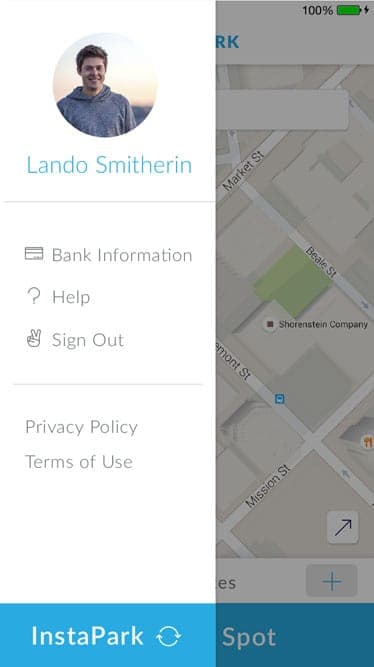 100%
RK
Lando Smitherin
Market St
Beale St
Bank Information
Help
Shorenstein Company
Sign Out
emont St
Privacy Policy
Terms of Use
Mission St
es
InstaPark
Spot